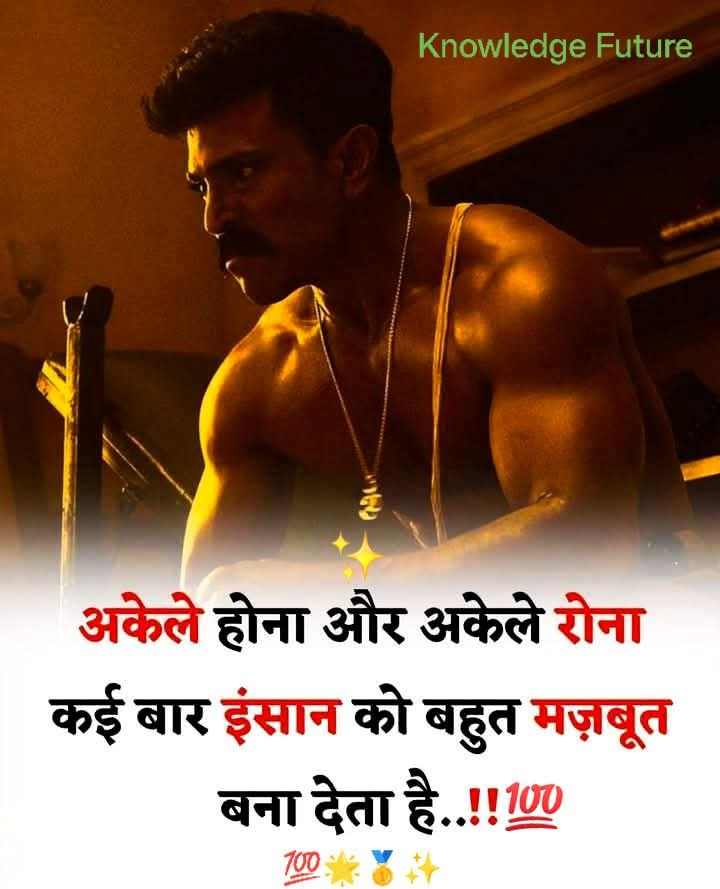 Knowledge Future
✨
अकेले होना और अकेले रोना
कई बार इंसान को बहुत मज़बूत
बना देता है..!!💯
💯🌟🥇✨